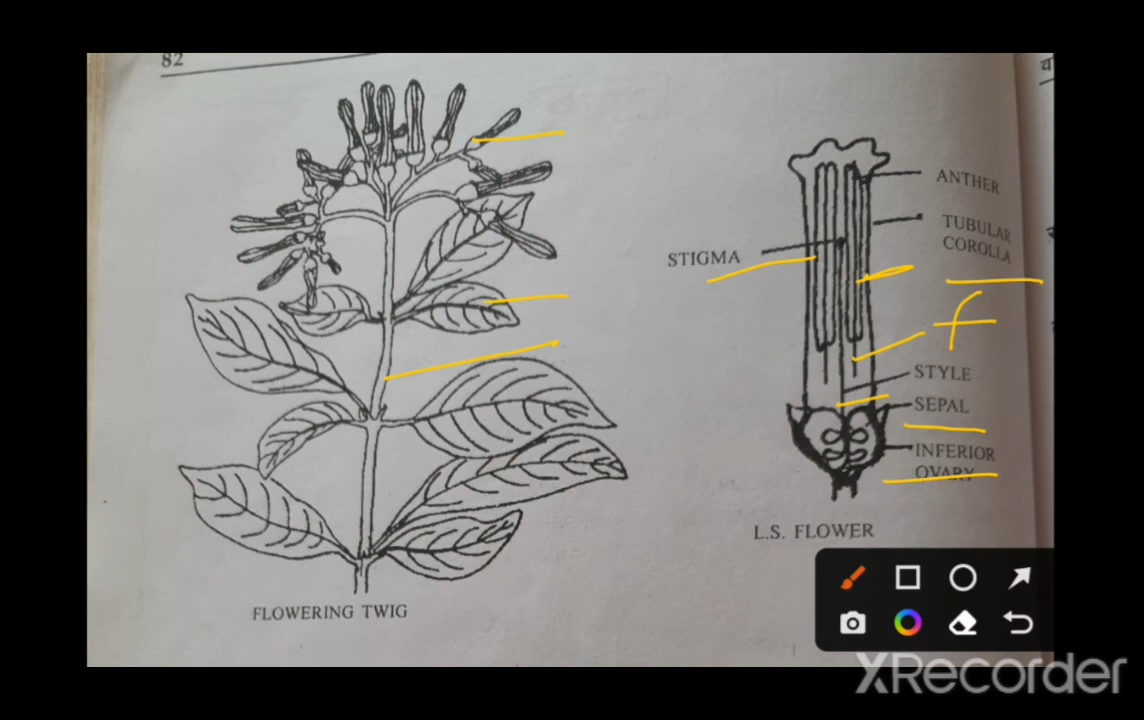 82
व
ANTHER
TUBULAR
COROLLA
STIGMA
f
STYLE
SEPAL
INFERIOR
OVARY
L.S. FLOWER
FLOWERING TWIG
XRecorder